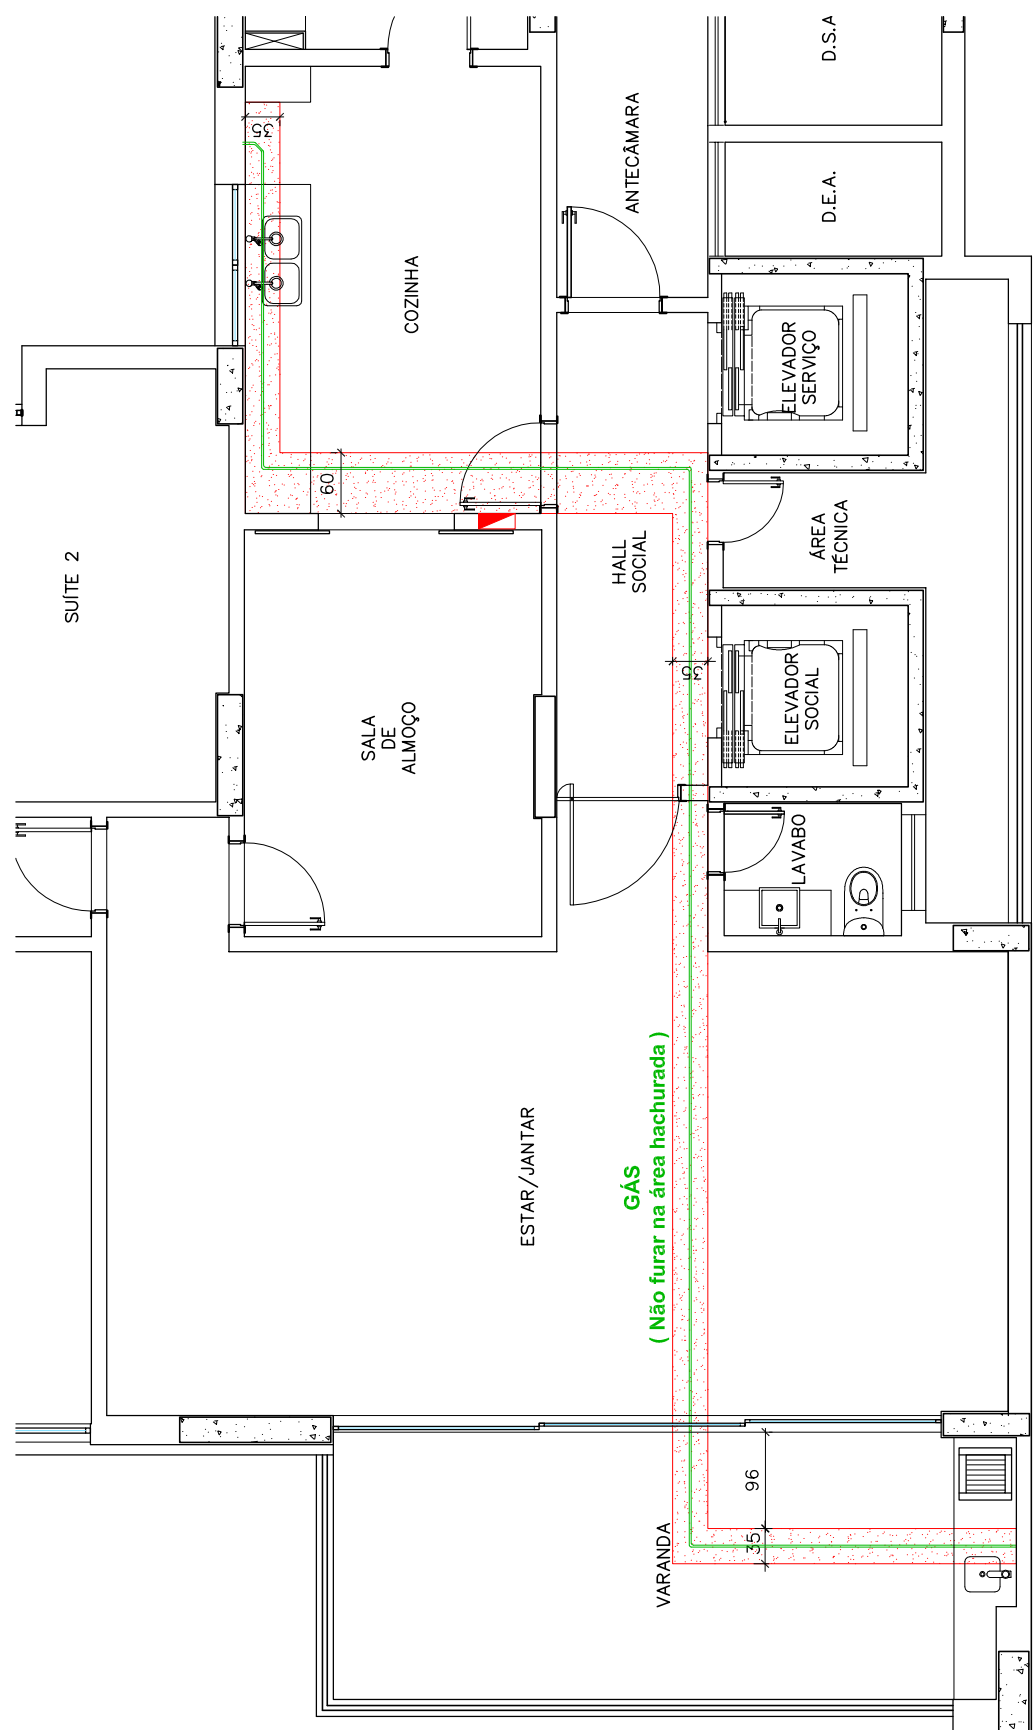 D.S.A
35
ANTECÂMARA
D.E.A.
COZINHA
ELEVADOR
SERVIÇO
60
SUÍTE 2
HALL
SOCIAL
ÁREA
TÉCNICA
35
SALA
DE
ALMOÇO
ELEVADOR
SOCIAL
LAVABO
ESTAR/JANTAR
GÁS
( Não furar na área hachurada )
96
35
VARANDA